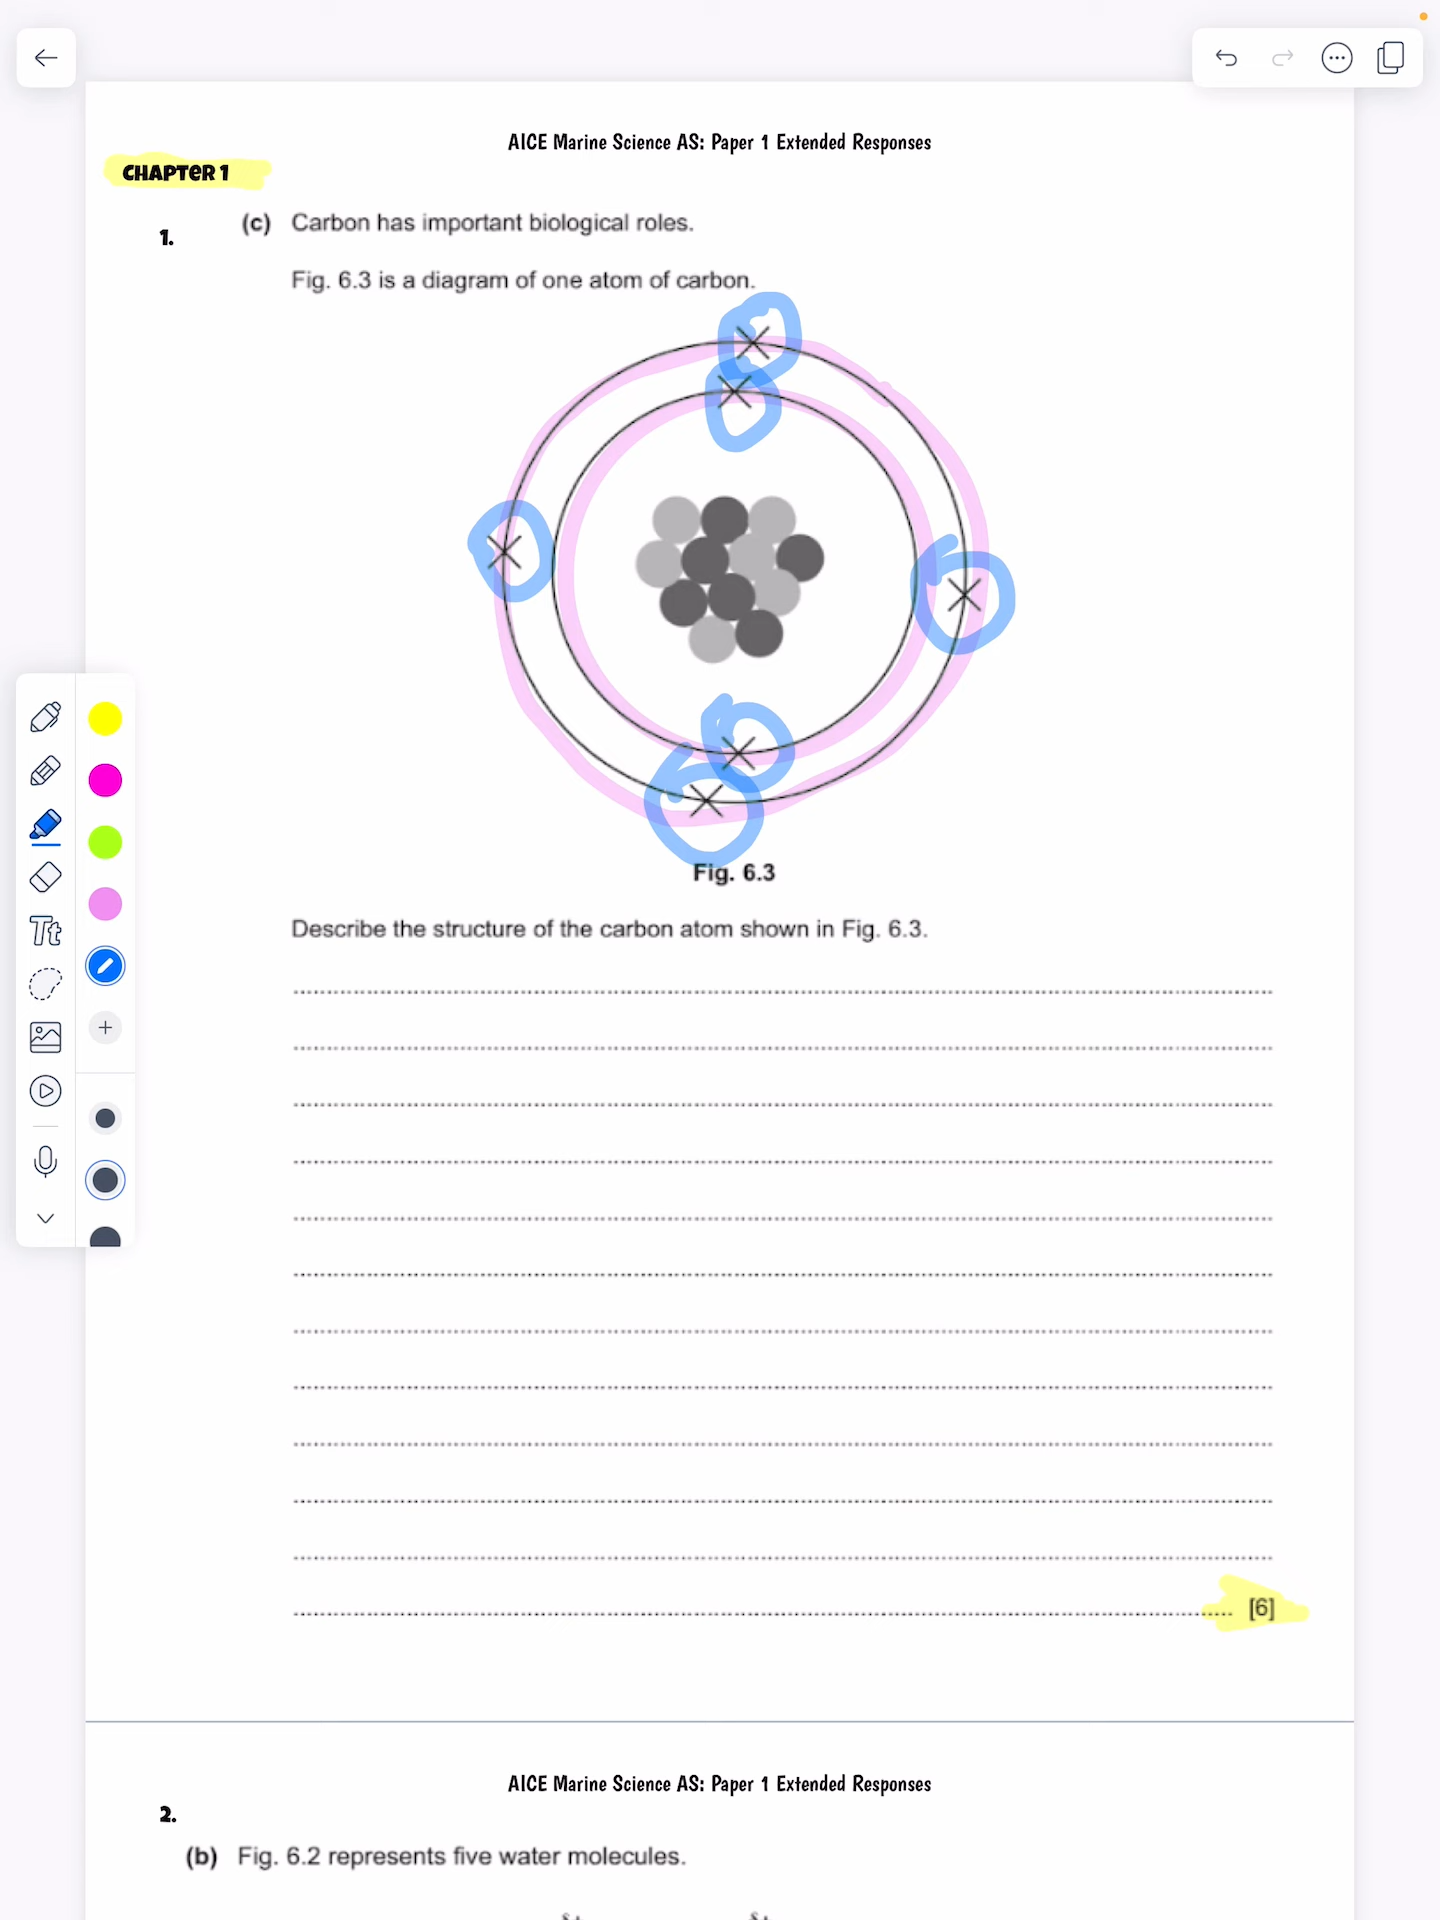 AICE Marine Science AS: Paper 1 Extended Responses
CHAPTER 1
1.
(c) Carbon has important biological roles.
Fig. 6.3 is a diagram of one atom of carbon.
Fig. 6.3
Describe the structure of the carbon atom shown in Fig. 6.3.
[6]
Tt
AICE Marine Science AS: Paper 1 Extended Responses
2.
(b) Fig. 6.2 represents five water molecules.